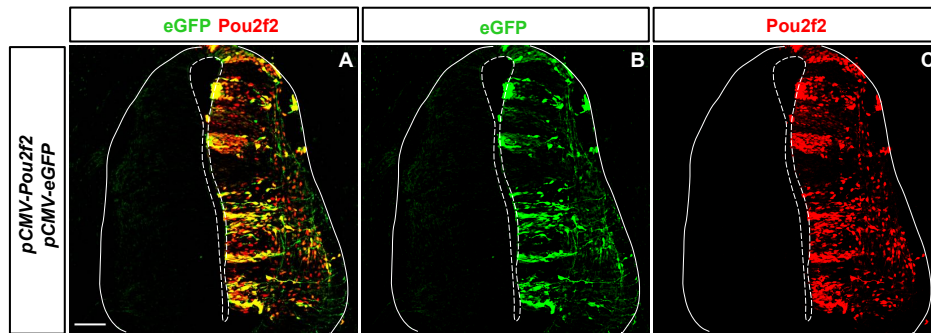 eGFP Pou2f2
eGFP
Pou2f2
A
B
C
pCMV-Pou2f2
pCMV-eGFP